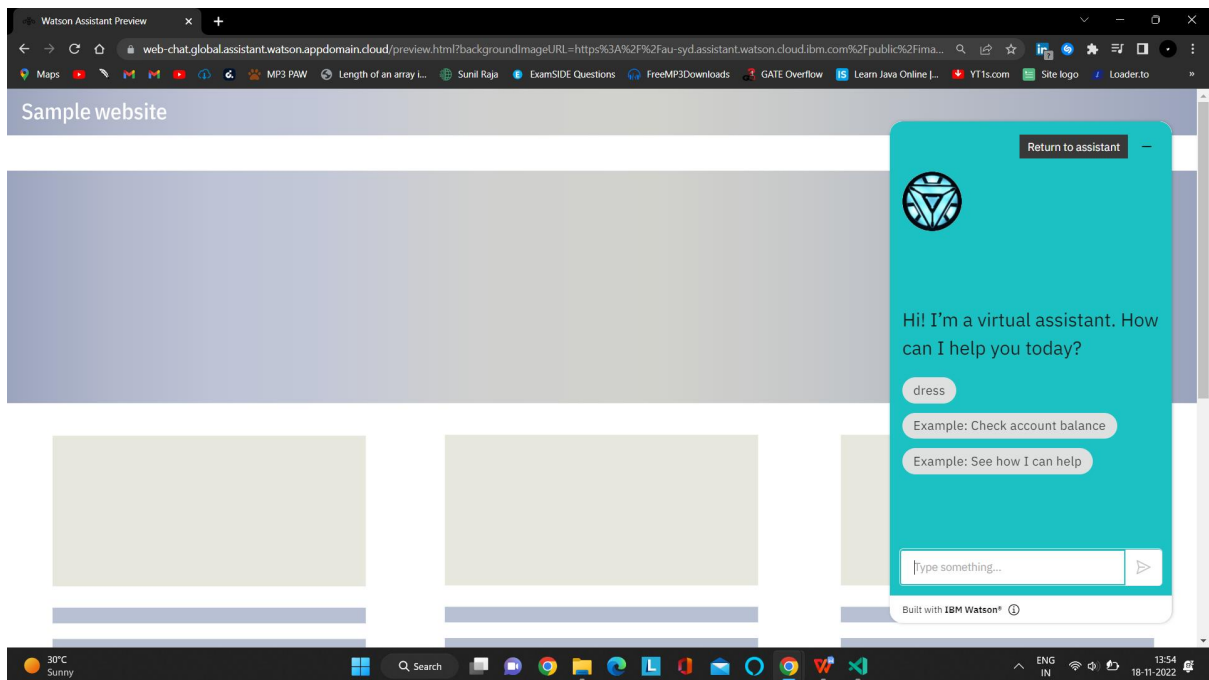 Watson Assistant Preview
web-chat.global.assistant.watson.appdomain.cloud/preview.html?backgroundImageURL=https%3A%2F%2Fau-syd.assistant.watson.cloud.ibm.com%2Fpublic%2Fima...
Maps MP3 PAW Length of an array i... Sunil Raja ExamSIDE Questions FreeMP3Downloads GATE Overflow IS Learn Java Online |... YT1s.com Site logo Loader.to »
Sample website
Return to assistant
Hi! I'm a virtual assistant. How
can I help you today?
dress
Example: Check account balance
Example: See how I can help
Type something...
Built with IBM Watson®
30°C
Sunny
Search
ENG
IN
13:54
18-11-2022